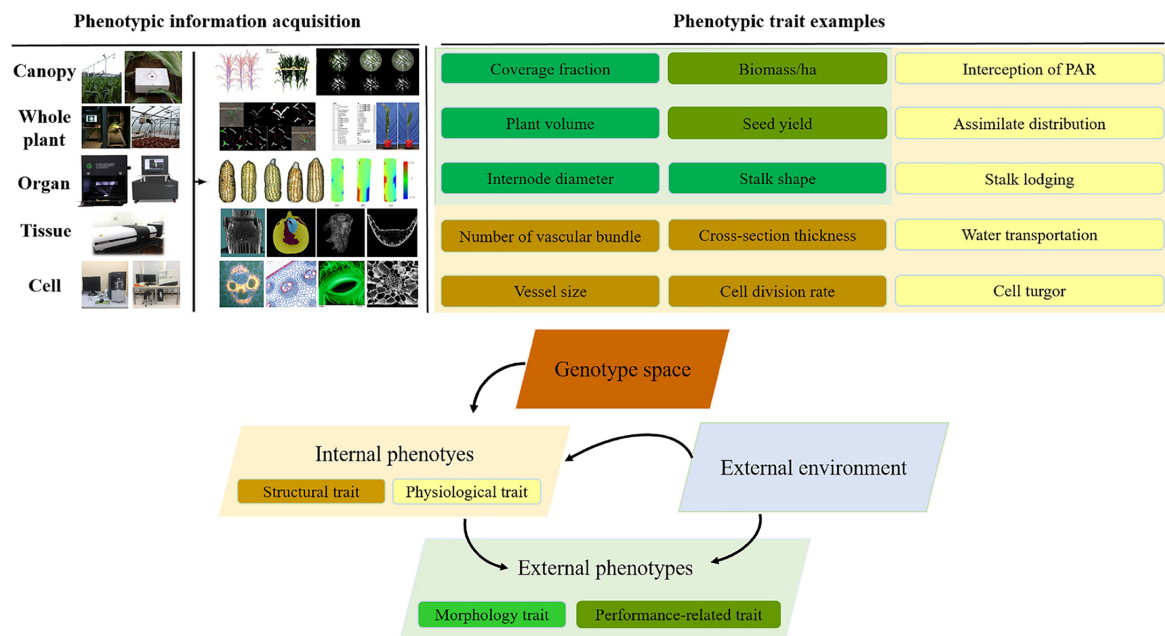 Phenotypic information acquisition
Phenotypic trait examples
Canopy
Coverage fraction
Biomass/ha
Interception of PAR
Whole
plant
Plant volume
Seed yield
Assimilate distribution
Organ
Internode diameter
Stalk shape
Stalk lodging
Tissue
Number of vascular bundle
Cross-section thickness
Water transportation
Cell
Vessel size
Cell division rate
Cell turgor
Genotype space
Internal phenotyes
Structural trait
Physiological trait
External environment
External phenotypes
Morphology trait
Performance-related trait